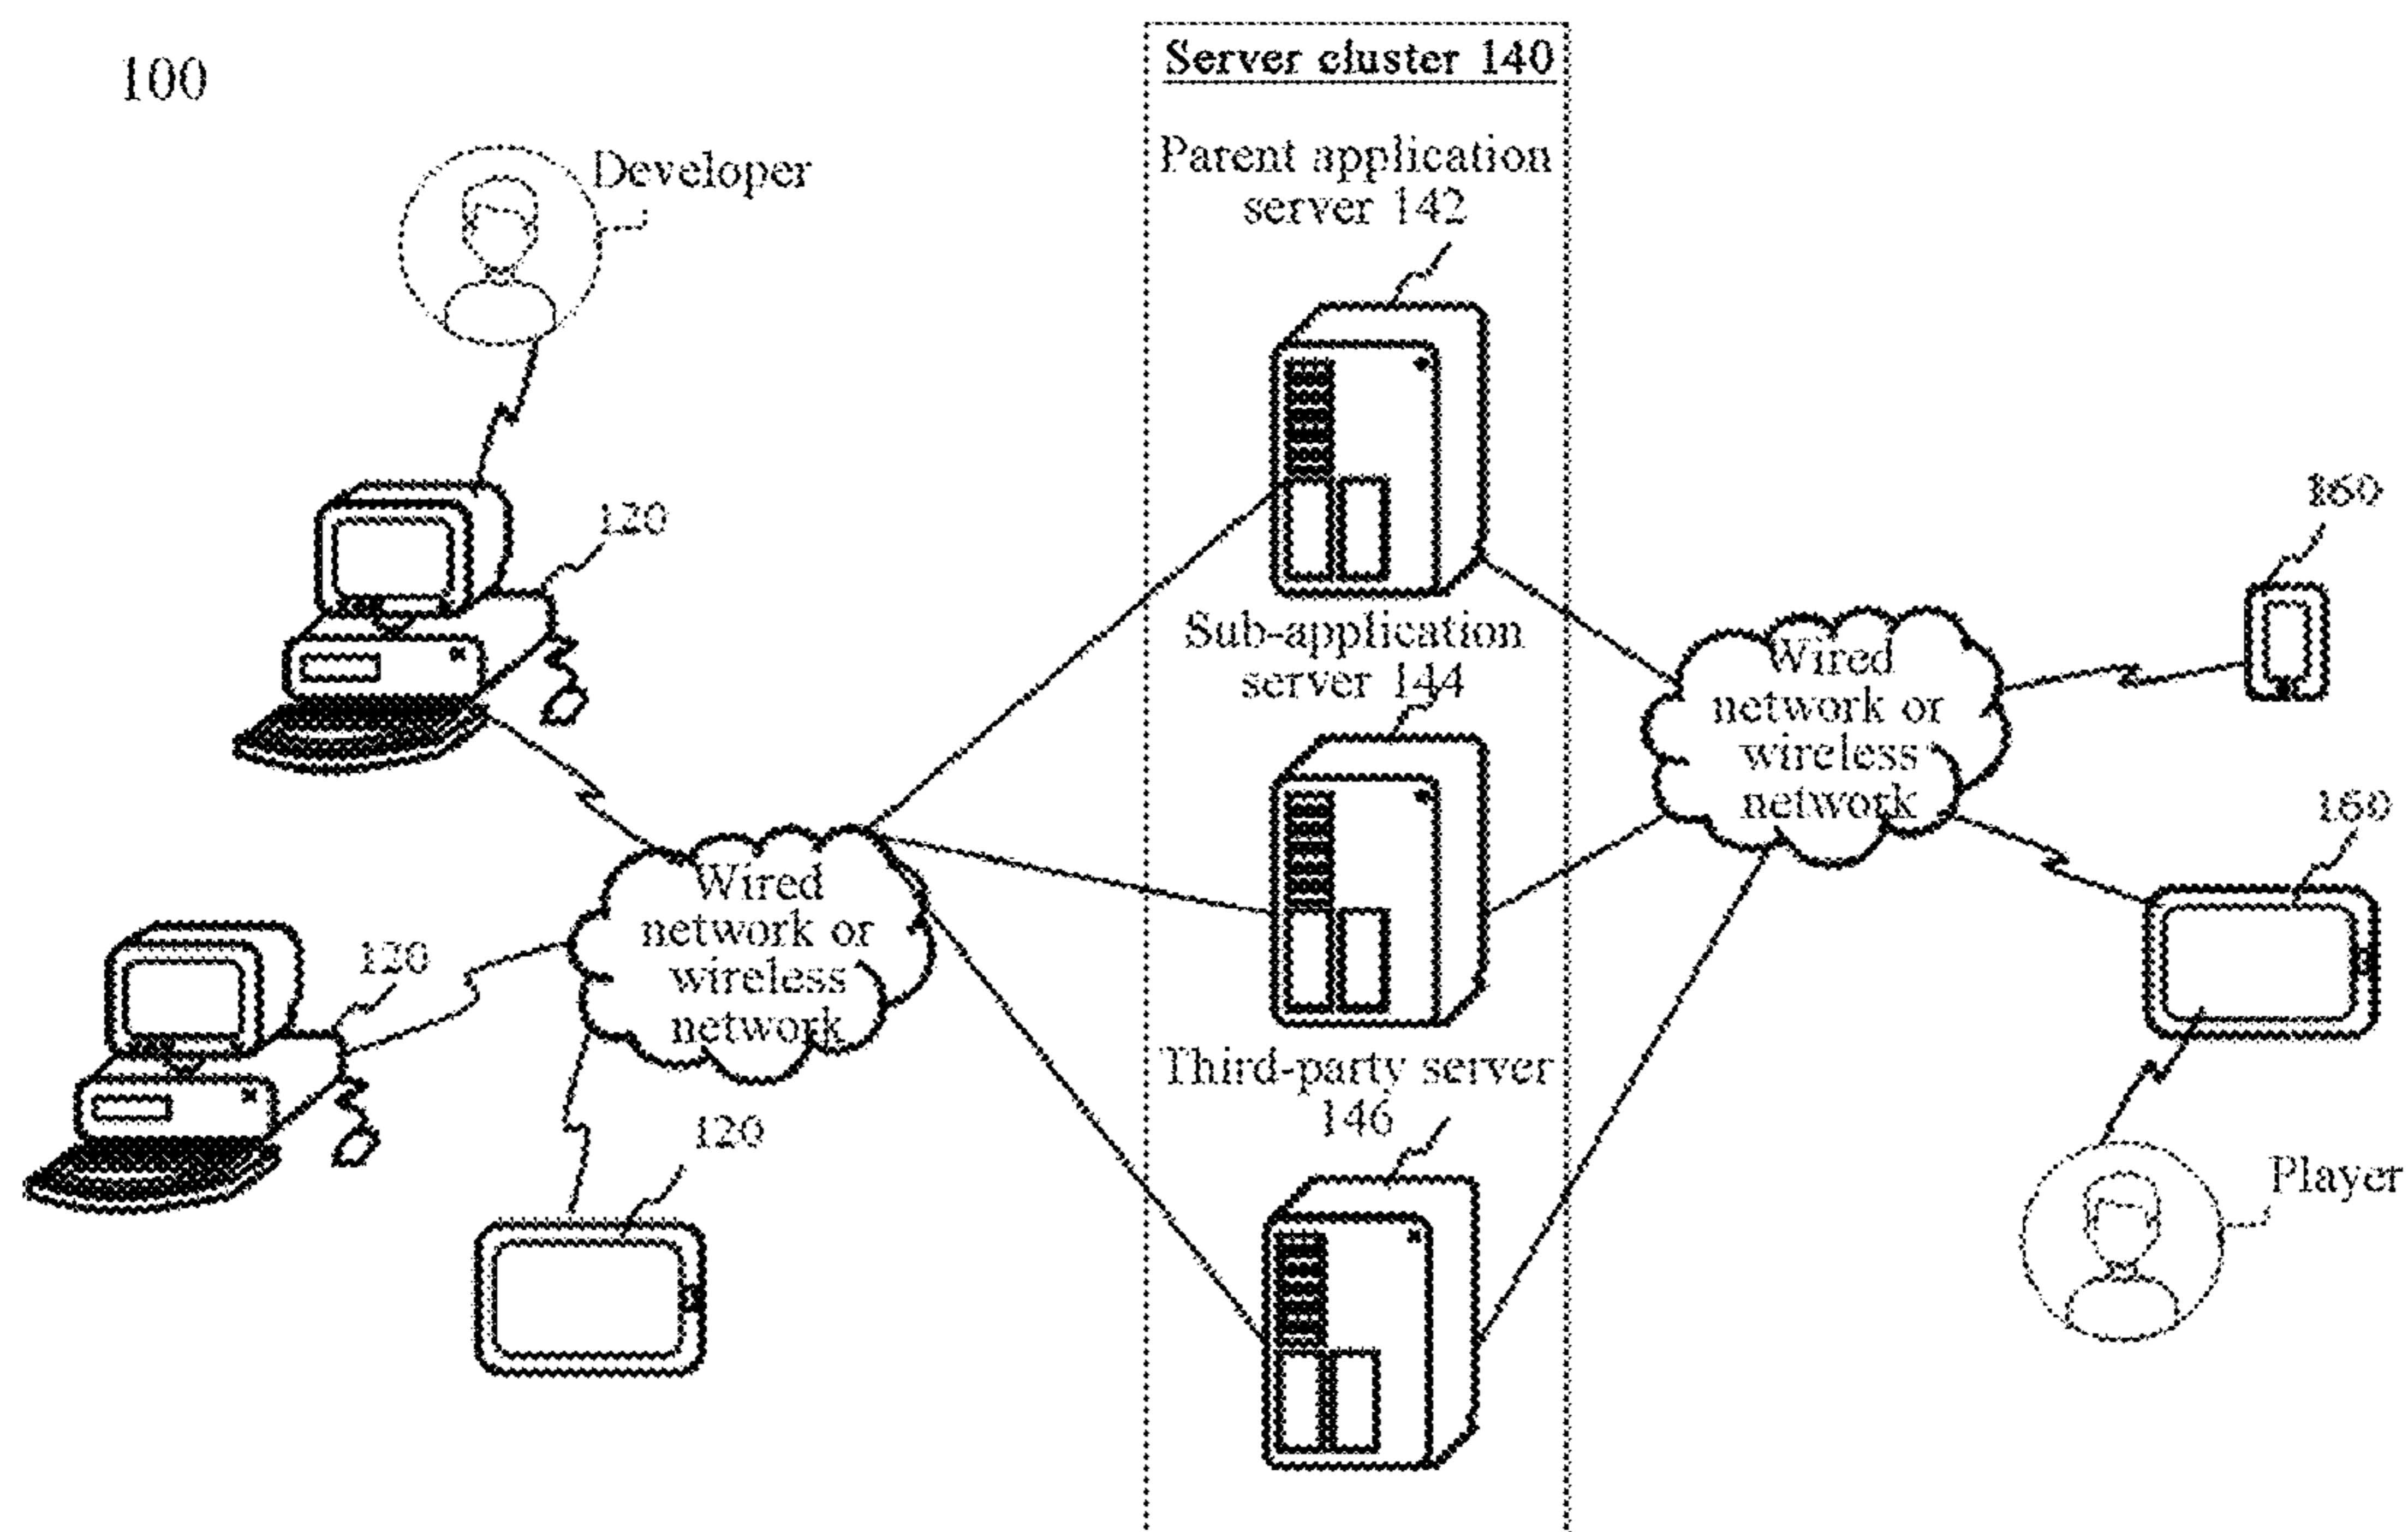 100
Server cluster 140
Developer
Parent application
server 142
120
160
Sub-application
server 144
Wired
network or
wireless
network
160
Wired
network or
wireless
network
120
Third-party server
146
120
Player